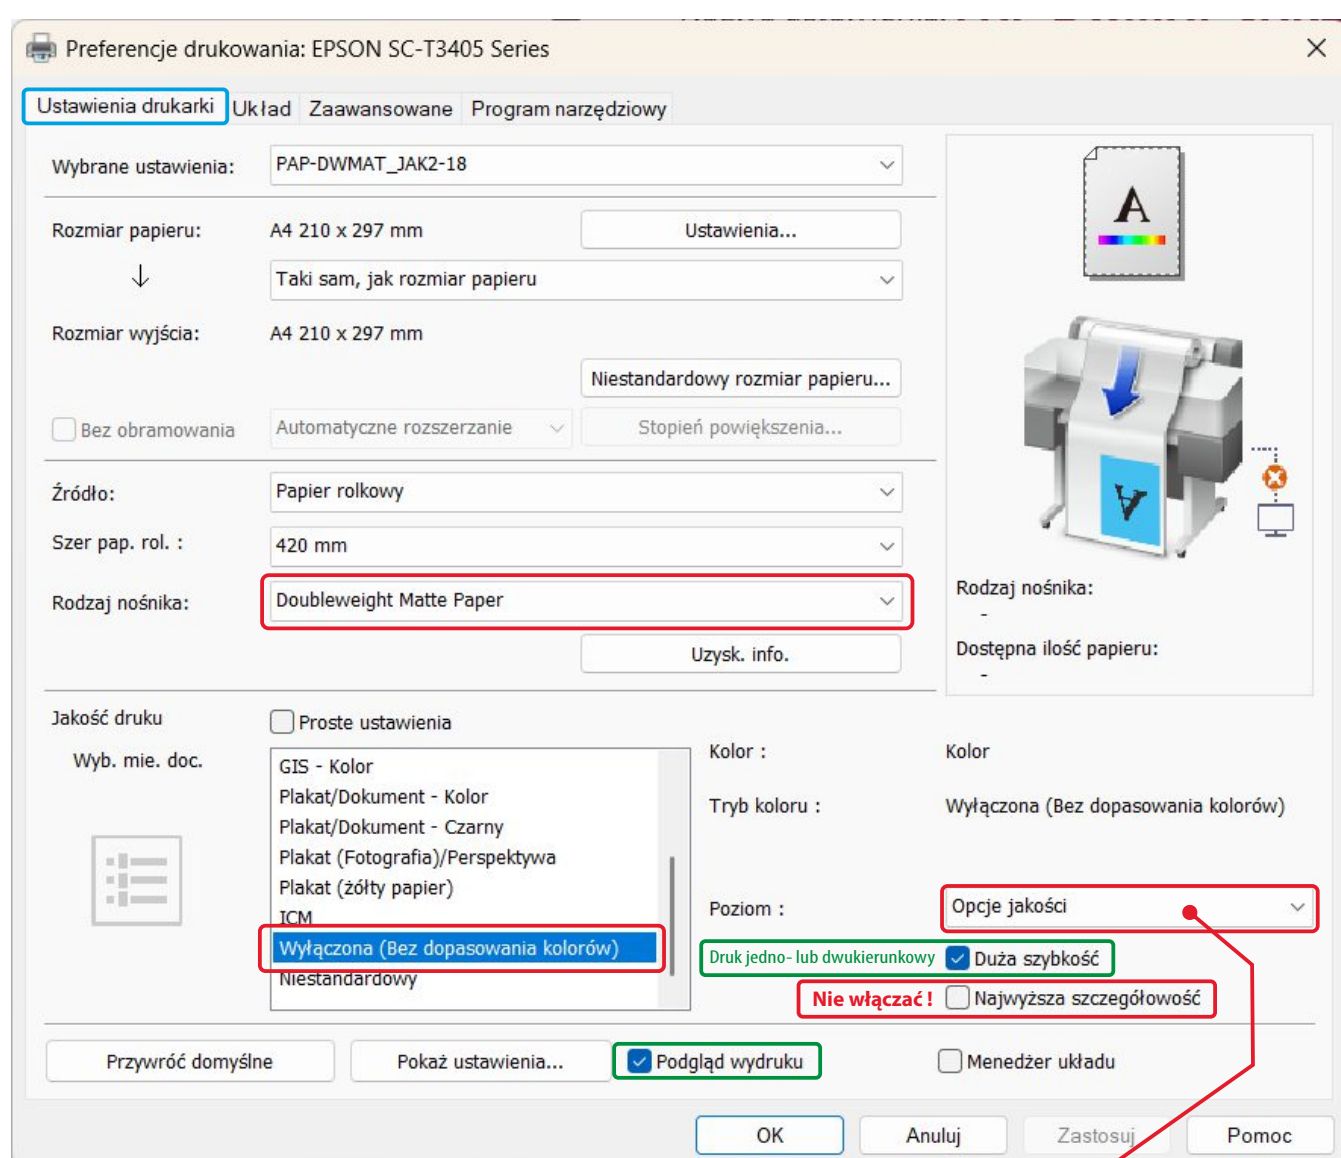 Preferencje drukowania: EPSON SC-T3405 Series
Ustawienia drukarki Układ Zaawansowane Program narzędziowy
Wybrane ustawienia: PAP-DWMAT_JAK2-18
Rozmiar papieru: A4 210 x 297 mm Ustawienia...
Taki sam, jak rozmiar papieru
Rozmiar wyjścia: A4 210 x 297 mm
Niestandardowy rozmiar papieru...
Bez obramowania Automatyczne rozszerzanie Stopień powiększenia...
Źródło: Papier rolkowy
Szer pap. rol. : 420 mm
Rodzaj nośnika: Doubleweight Matte Paper
Uzysk. info.
A
A
Rodzaj nośnika:
-
Dostępna ilość papieru:
-
Jakość druku Proste ustawienia
Wyb. mie. doc.
GIS - Kolor
Plakat/Dokument - Kolor
Plakat/Dokument - Czarny
Plakat (Fotografia)/Perspektywa
Plakat (żółty papier)
ICM
Wyłączona (Bez dopasowania kolorów)
Niestandardowy
Kolor : Kolor
Tryb koloru : Wyłączona (Bez dopasowania kolorów)
Poziom : Opcje jakości
Druk jedno- lub dwukierunkowy Duża szybkość
Nie włączać ! Najwyższa szczegółowość
Przywróć domyślne Pokaż ustawienia... Podgląd wydruku Menedżer układu
OK Anuluj Zastosuj Pomoc